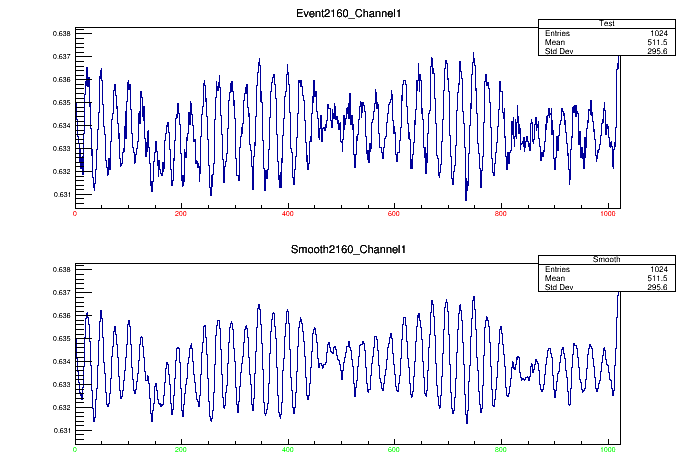 Event2160_Channel1
Test
Entries 1024
Mean 511.5
Std Dev 295.6
0.638
0.637
0.636
0.635
0.634
0.633
0.632
0.631
0 200 400 600 800 1000
Smooth2160_Channel1
Smooth
Entries 1024
Mean 511.5
Std Dev 295.6
0.638
0.637
0.636
0.635
0.634
0.633
0.632
0.631
0 200 400 600 800 1000